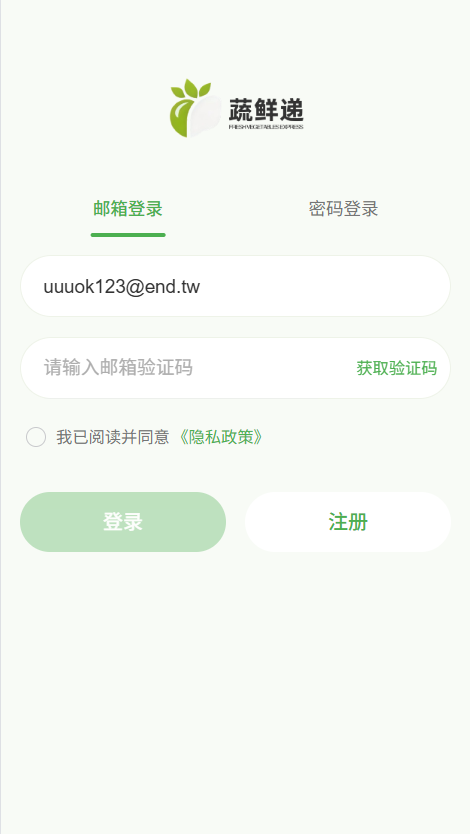 蔬鲜递
FRESH VEGETABLES EXPRESS
邮箱登录
密码登录
uuuok123@end.tw
请输入邮箱验证码
获取验证码
我已阅读并同意《隐私政策》
登录
注册